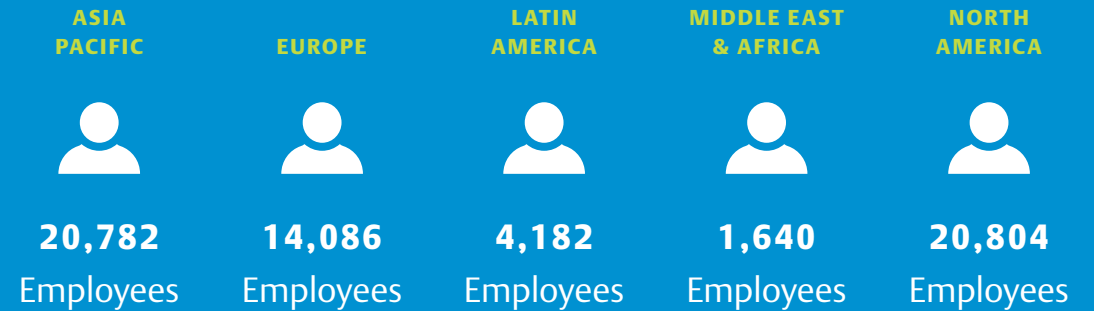 ASIA
PACIFIC
EUROPE
LATIN
AMERICA
MIDDLE EAST
& AFRICA
NORTH
AMERICA
20,782
Employees
14,086
Employees
4,182
Employees
1,640
Employees
20,804
Employees